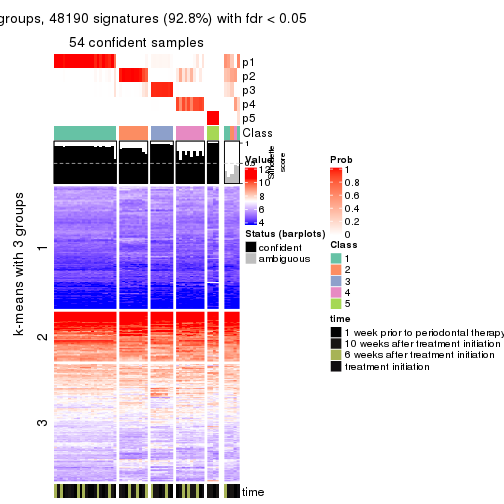 groups, 48190 signatures (92.8%) with fdr < 0.05
54 confident samples
p1
p2
p3
p4
p5
Class
1
Silhouette
score
Value
12
10
8
6
4
Prob
1
0.8
0.6
0.4
0.2
0
Status (barplots)
confident
ambiguous
Class
1
2
3
4
5
time
1 week prior to periodontal therapy
10 weeks after treatment initiation
6 weeks after treatment initiation
treatment initiation
k-means with 3 groups
1
2
3
time